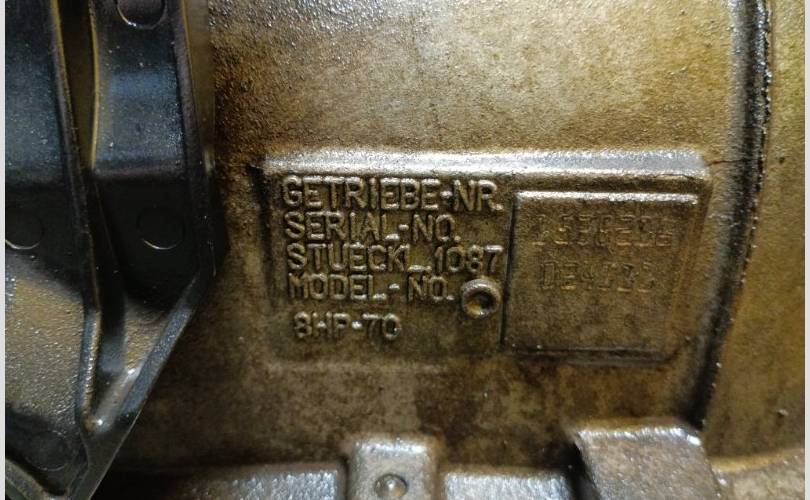 GETRIEBE-NR.
SERIAL-NO.
STUECKL. 1087
MODEL-NO.
8HP-70